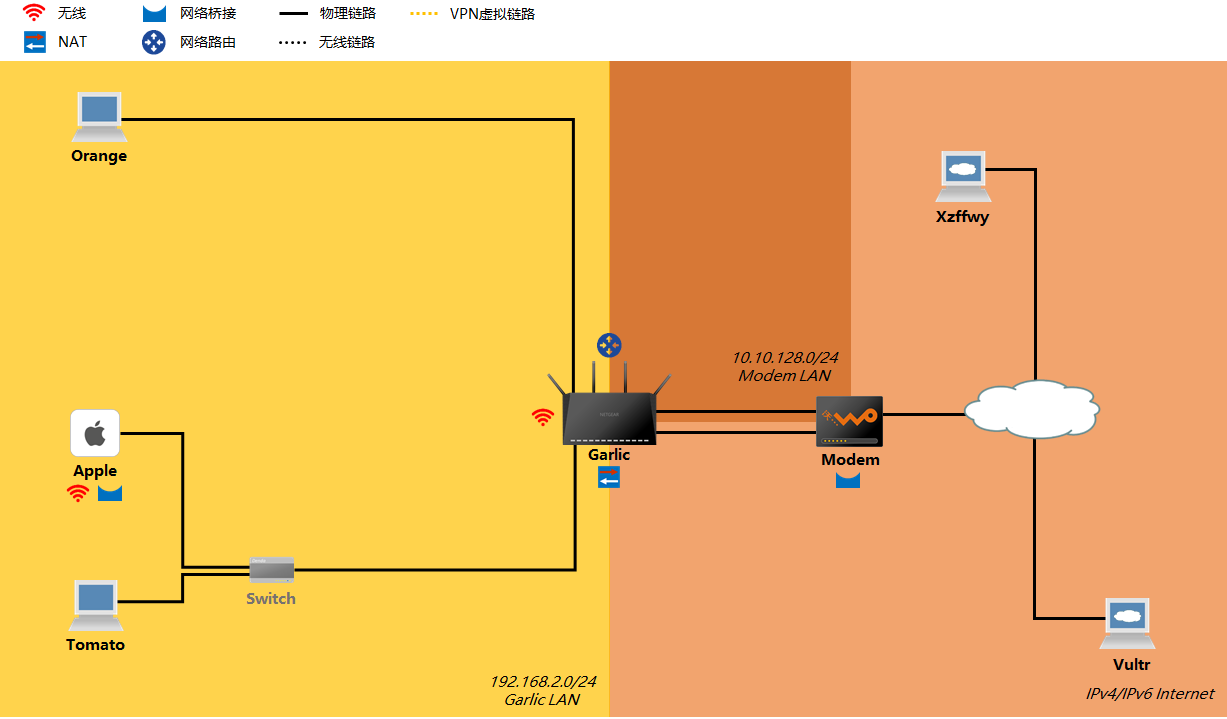 无线
网络桥接
物理链路
VPN虚拟链路
NAT
网络路由
无线链路
Orange
Xzffwy
10.10.128.0/24
Modem LAN
Garlic
Modem
Apple
Switch
Tomato
Vultr
192.168.2.0/24
Garlic LAN
IPv4/IPv6 Internet